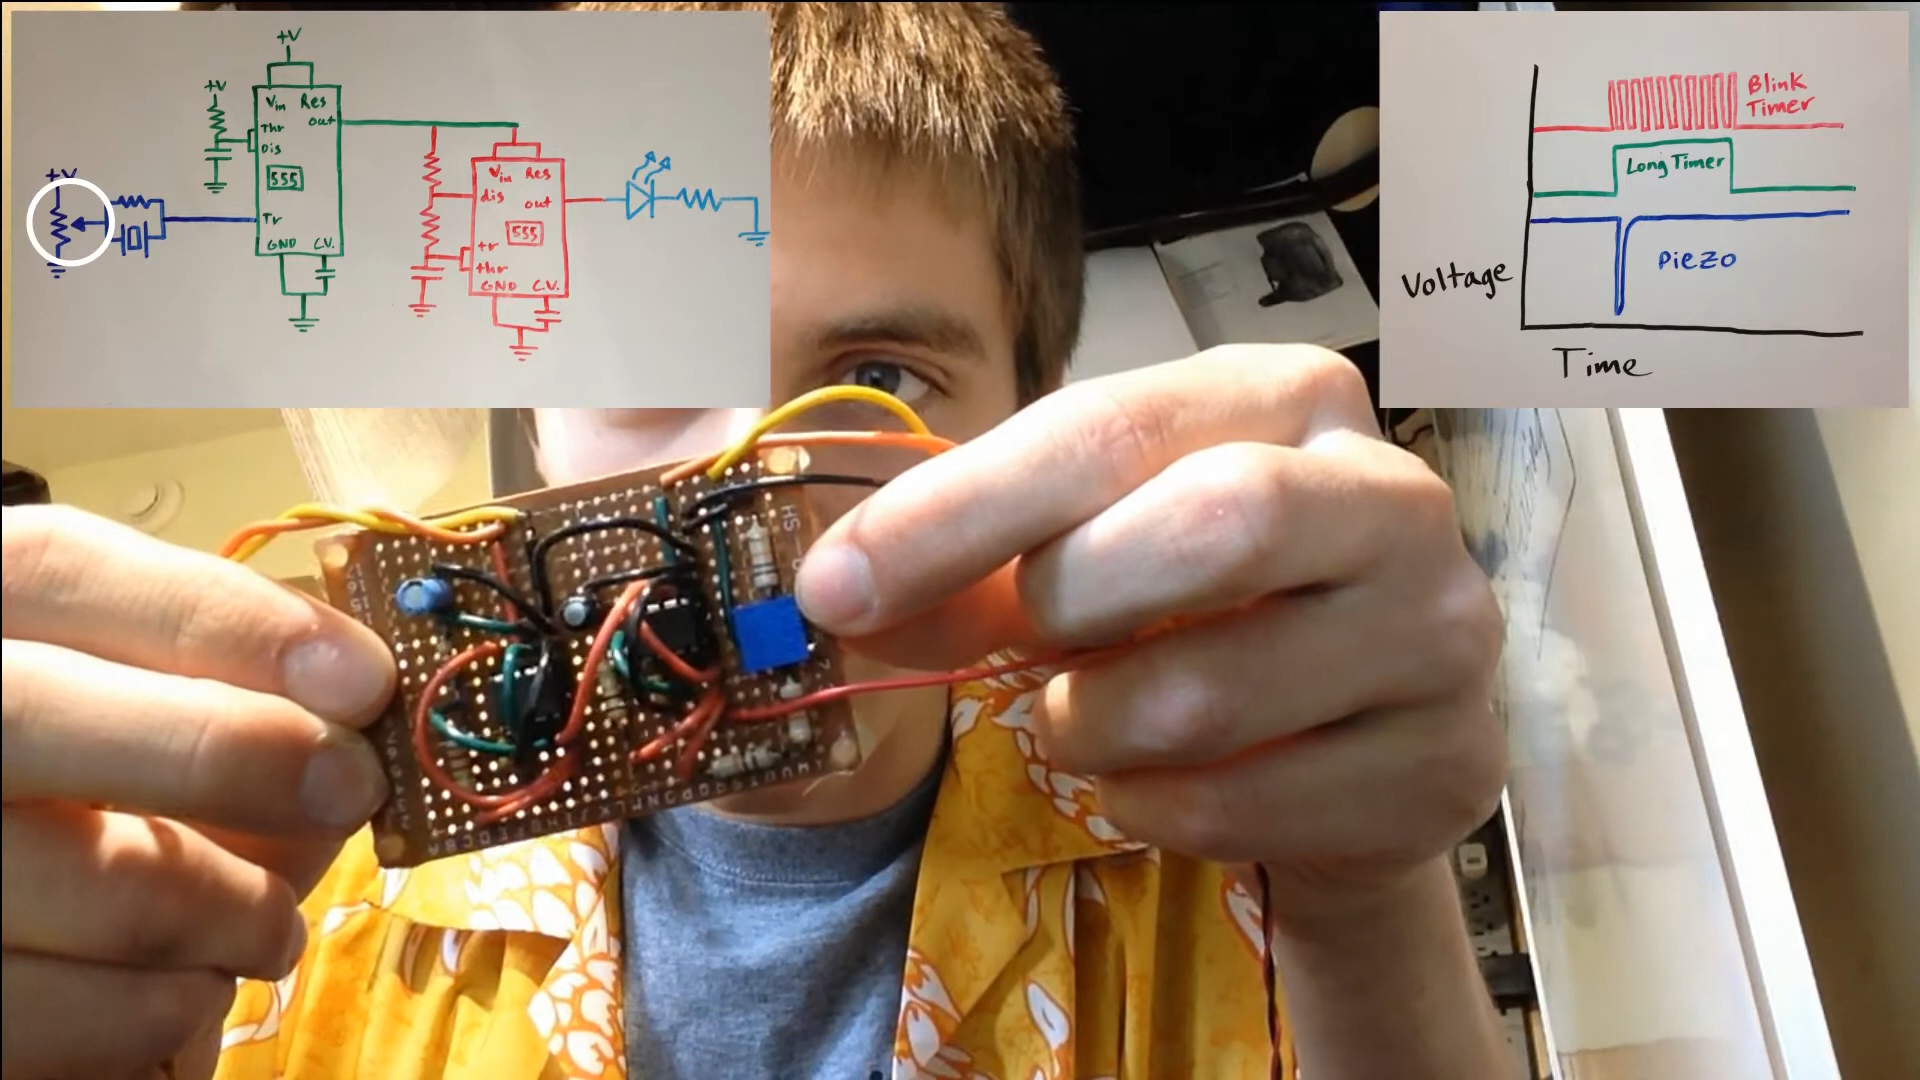 +V
+V
Vin Res
out
Thr
Dis
555
+V
Tr
GND C.V.
Vin Res
dis
out
555
tr
thr
GND C.V.
Blink
Timer
Long Timer
Piezo
Voltage
Time